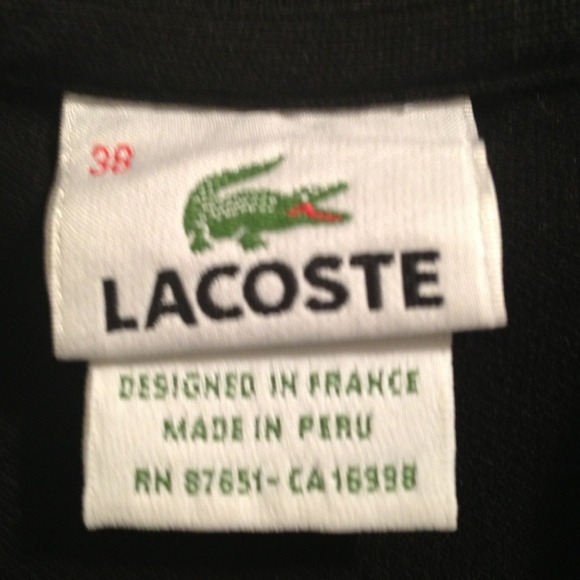 38
LACOSTE
DESIGNED IN FRANCE
MADE IN PERU
RN 87651-CA16998